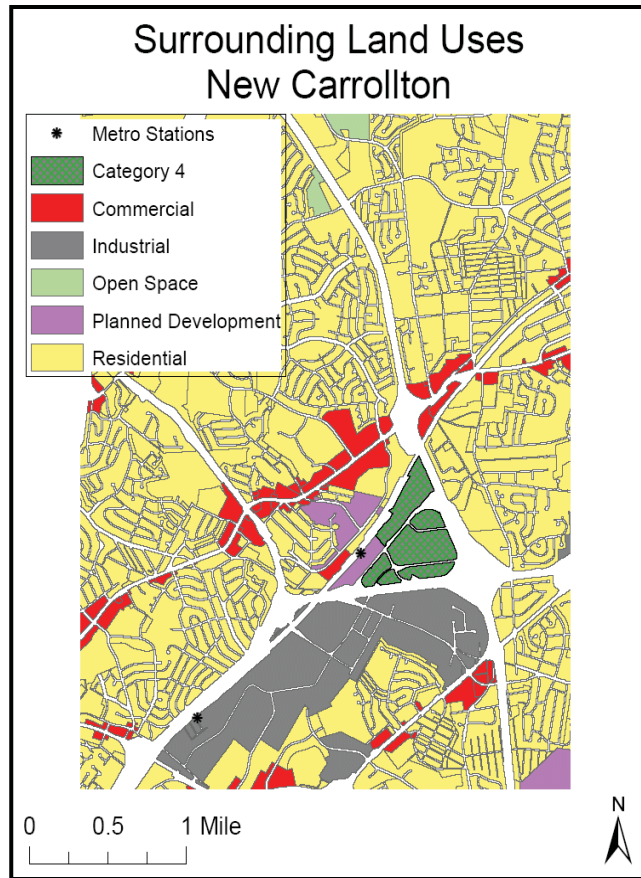 Surrounding Land Uses
New Carrollton
Metro Stations
Category 4
Commercial
Industrial
Open Space
Planned Development
Residential
0 0.5 1 Mile
N